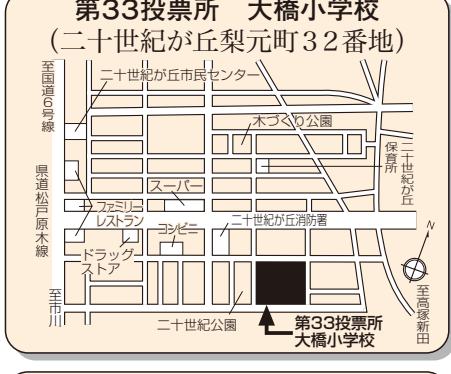 第33投票所 大橋小学校
(二十世紀が丘梨元町３２番地)
至国道6号線
二十世紀が丘市民センター
木づくり公園
二十世紀が丘
保育所
県道松戸原木線
スーパー
ファミリー
レストラン
コンビニ
二十世紀が丘消防署
N
ドラッグ
ストア
至市川
二十世紀公園
第33投票所
大橋小学校
至高塚新田